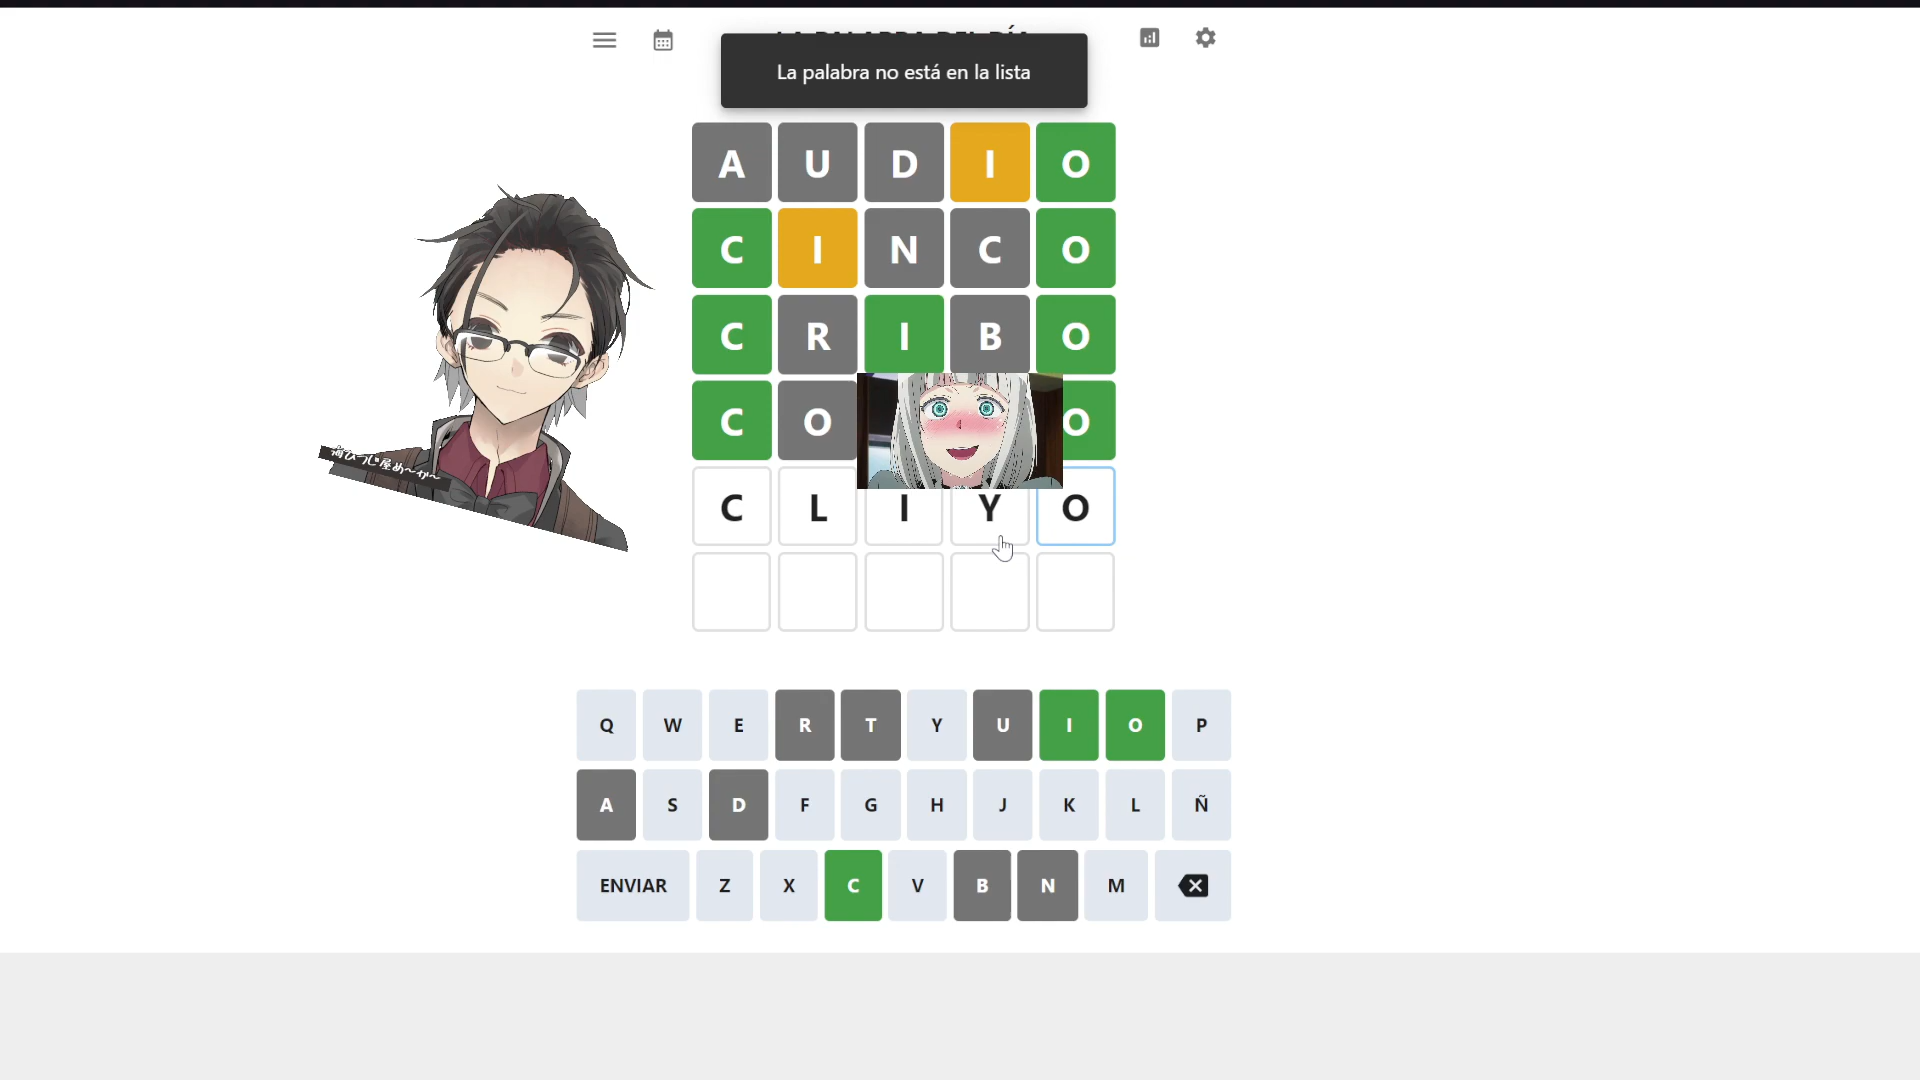 La palabra no está en la lista
A U D I O
C I N C O
C R I B O
C O O
C L I Y O
Q W E R T Y U I O P
A S D F G H J K L Ñ
ENVIAR Z X C V B N M